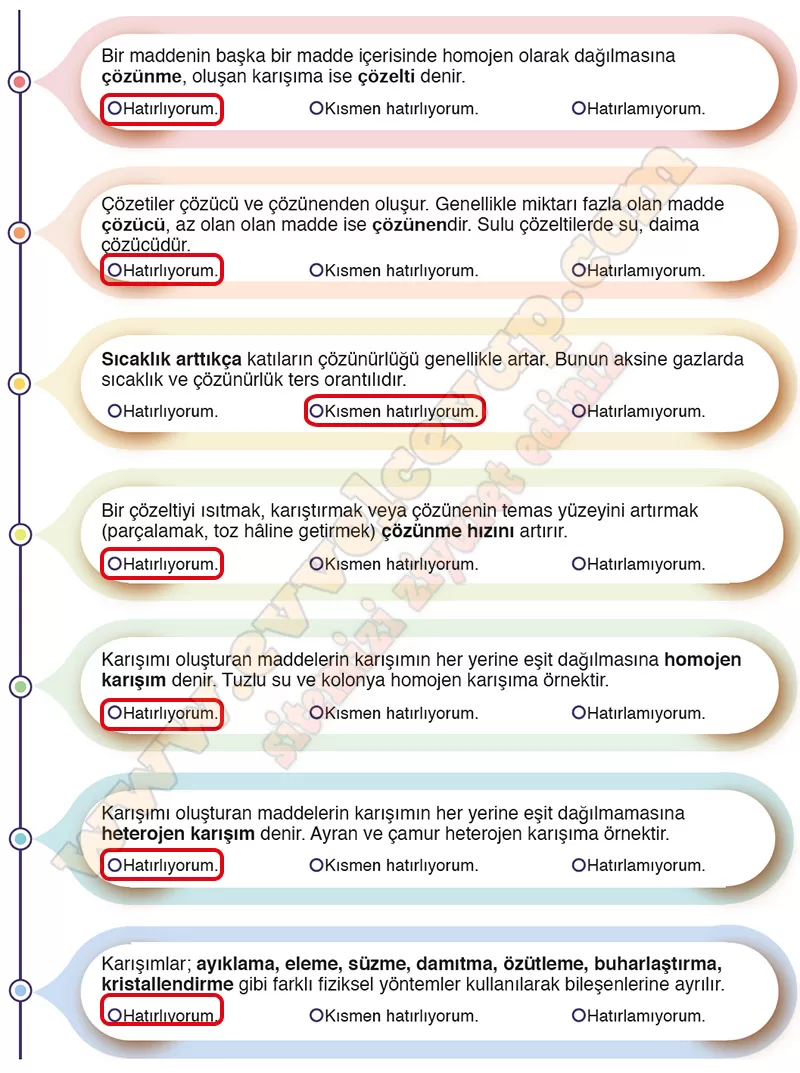 Bir maddenin başka bir madde içerisinde homojen olarak dağılmasına
çözünme, oluşan karışıma ise çözelti denir.
Hatırlıyorum. Kısmen hatırlıyorum. Hatırlamıyorum.
Çözetiler çözücü ve çözünenden oluşur. Genellikle miktarı fazla olan madde
çözücü, az olan olan madde ise çözünendir. Sulu çözeltilerde su, daima
çözücüdür.
Hatırlıyorum. Kısmen hatırlıyorum. Hatırlamıyorum.
Sıcaklık arttıkça katıların çözünürlüğü genellikle artar. Bunun aksine gazlarda
sıcaklık ve çözünürlük ters orantılıdır.
Hatırlıyorum. Kısmen hatırlıyorum. Hatırlamıyorum.
Bir çözeltiyi ısıtmak, karıştırmak veya çözünenin temas yüzeyini artırmak
(parçalamak, toz hâline getirmek) çözünme hızını artırır.
Hatırlıyorum. Kısmen hatırlıyorum. Hatırlamıyorum.
Karışımı oluşturan maddelerin karışımın her yerine eşit dağılmasına homojen
karışım denir. Tuzlu su ve kolonya homojen karışıma örnektir.
Hatırlıyorum. Kısmen hatırlıyorum. Hatırlamıyorum.
Karışımı oluşturan maddelerin karışımın her yerine eşit dağılmamasına
heterojen karışım denir. Ayran ve çamur heterojen karışıma örnektir.
Hatırlıyorum. Kısmen hatırlıyorum. Hatırlamıyorum.
Karışımlar; ayıklama, eleme, süzme, damıtma, özütleme, buharlaştırma,
kristallendirme gibi farklı fiziksel yöntemler kullanılarak bileşenlerine ayrılır.
Hatırlıyorum. Kısmen hatırlıyorum. Hatırlamıyorum.
www.evvelcevap.com
sitemizi ziyaret ediniz